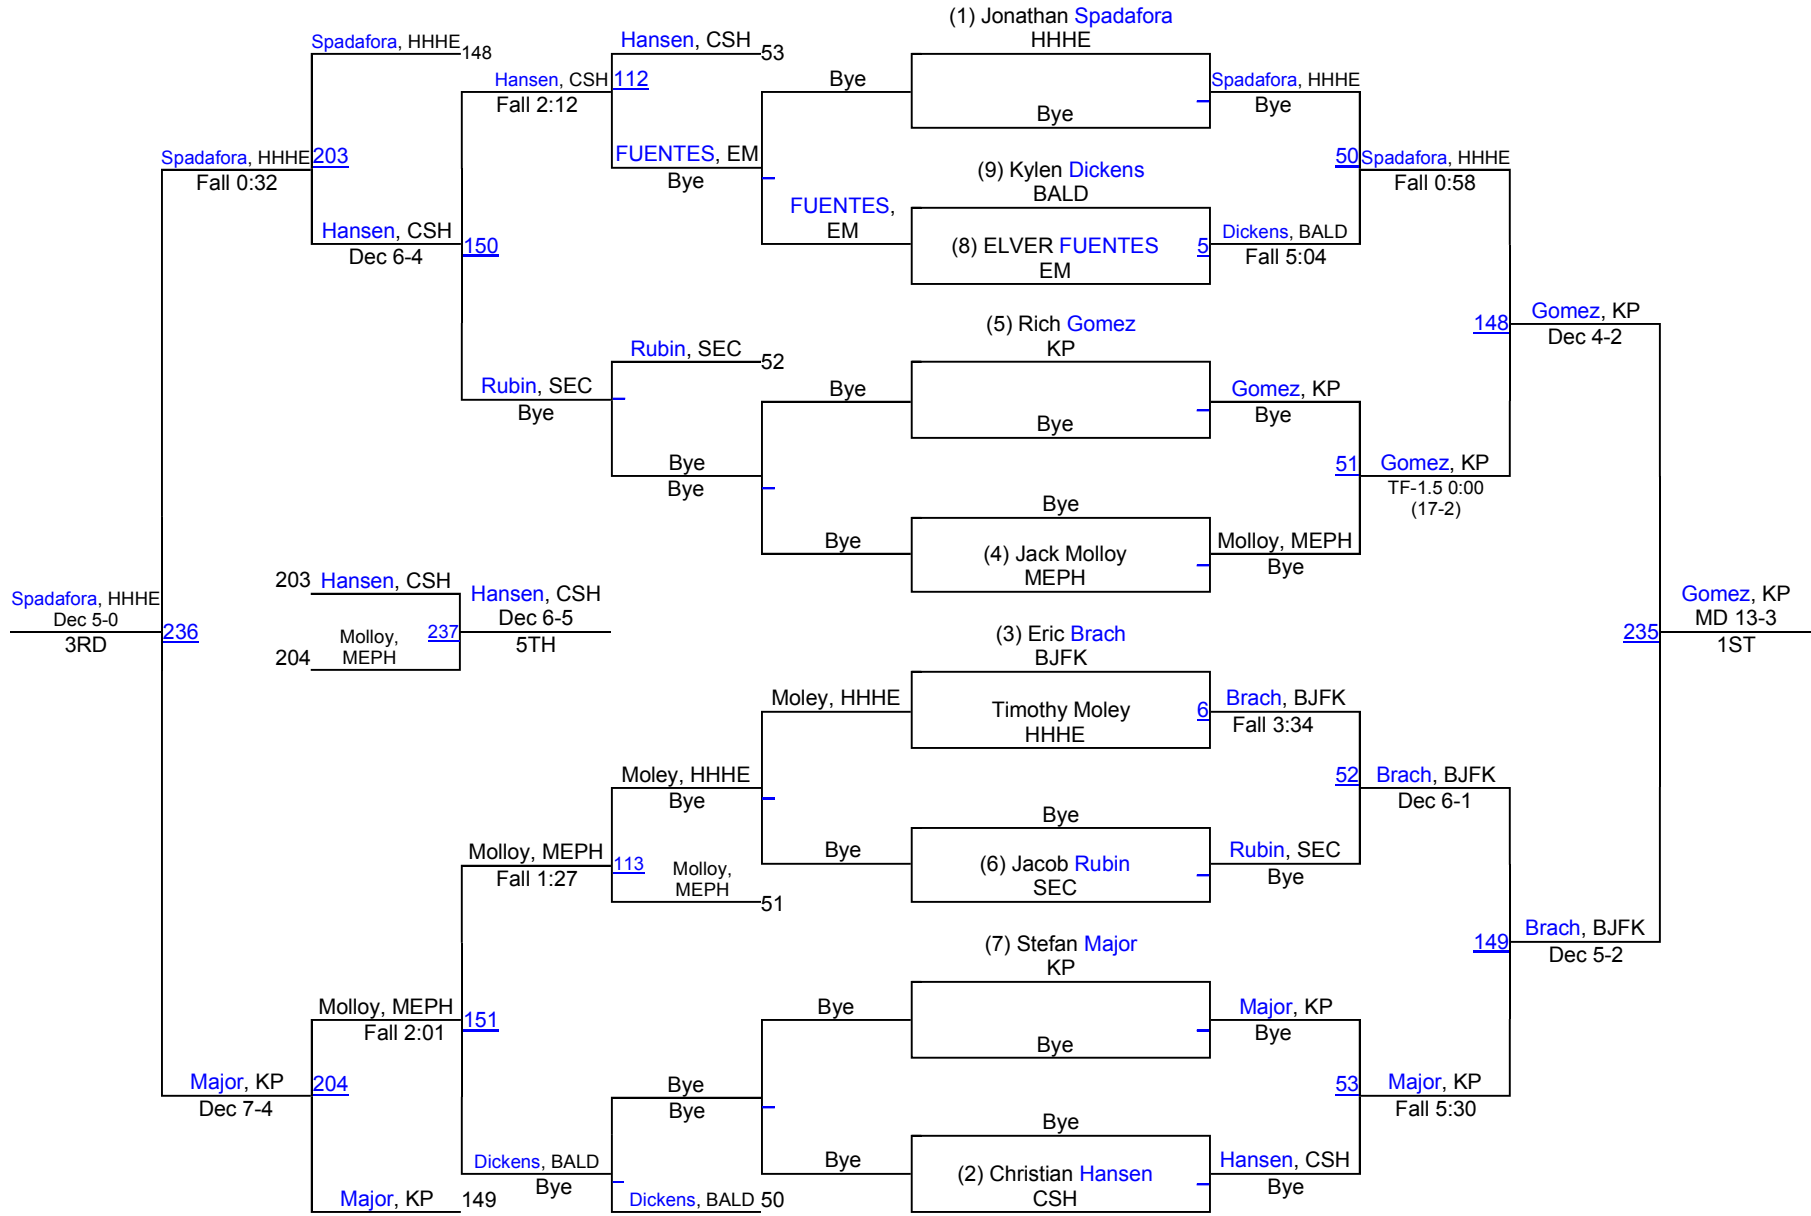 (1) Jonathan Spadafora
HHHE
Bye
(9) Kylen Dickens
BALD
(8) ELVER FUENTES
EM
5
(5) Rich Gomez
KP
Bye
Bye
(4) Jack Molloy
MEPH
(3) Eric Brach
BJFK
Timothy Moley
HHHE
6
Bye
(6) Jacob Rubin
SEC
(7) Stefan Major
KP
Bye
Bye
(2) Christian Hansen
CSH
Spadafora, HHHE
Bye
50
Dickens, BALD
Fall 5:04
Gomez, KP
Bye
51
Molloy, MEPH
Bye
Brach, BJFK
Fall 3:34
52
Rubin, SEC
Bye
Major, KP
Bye
53
Hansen, CSH
Bye
Spadafora, HHHE
Fall 0:58
148
Gomez, KP
TF-1.5 0:00
(17-2)
Brach, BJFK
Dec 6-1
149
Major, KP
Fall 5:30
Gomez, KP
Dec 4-2
235
Brach, BJFK
Dec 5-2
Gomez, KP
MD 13-3
1ST
Bye
FUENTES,
EM
Bye
Bye
Moley, HHHE
Bye
Bye
Bye
Hansen, CSH
53
112
FUENTES, EM
Bye
Rubin, SEC
52
Bye
Bye
Moley, HHHE
Bye
113
Molloy,
MEPH
51
Bye
Bye
Dickens, BALD
50
Hansen, CSH
Fall 2:12
150
Rubin, SEC
Bye
Molloy, MEPH
Fall 1:27
151
Dickens, BALD
Bye
Spadafora, HHHE
148
203
Hansen, CSH
Dec 6-4
Molloy, MEPH
Fall 2:01
204
Major, KP
149
Spadafora, HHHE
Fall 0:32
236
Major, KP
Dec 7-4
Spadafora, HHHE
Dec 5-0
3RD
203
Hansen, CSH
237
204
Molloy,
MEPH
Hansen, CSH
Dec 6-5
5TH